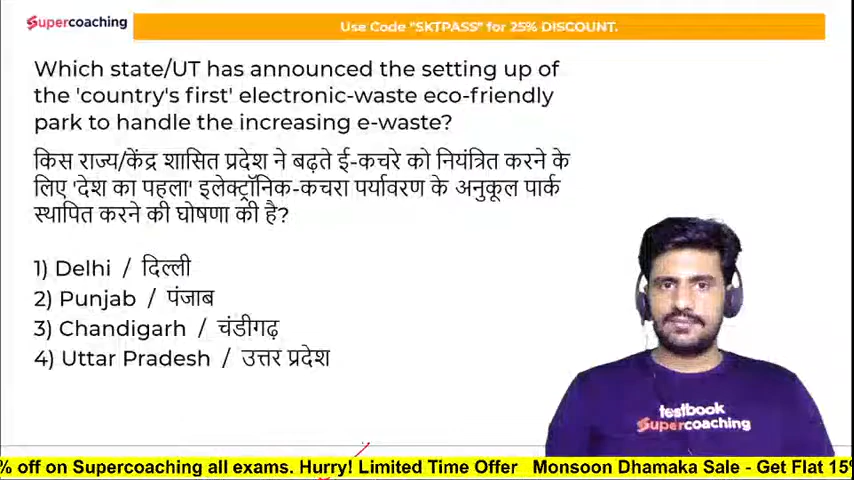 Supercoaching
Use Code "SKTPASS" for 25% DISCOUNT.
Which state/UT has announced the setting up of
the 'country's first' electronic-waste eco-friendly
park to handle the increasing e-waste?
किस राज्य/केंद्र शासित प्रदेश ने बढ़ते ई-कचरे को नियंत्रित करने के
लिए 'देश का पहला' इलेक्ट्रॉनिक-कचरा पर्यावरण के अनुकूल पार्क
स्थापित करने की घोषणा की है?
1) Delhi / दिल्ली
2) Punjab / पंजाब
3) Chandigarh / चंडीगढ़
4) Uttar Pradesh / उत्तर प्रदेश
testbook
Supercoaching
% off on Supercoaching all exams. Hurry! Limited Time Offer Monsoon Dhamaka Sale - Get Flat 15%